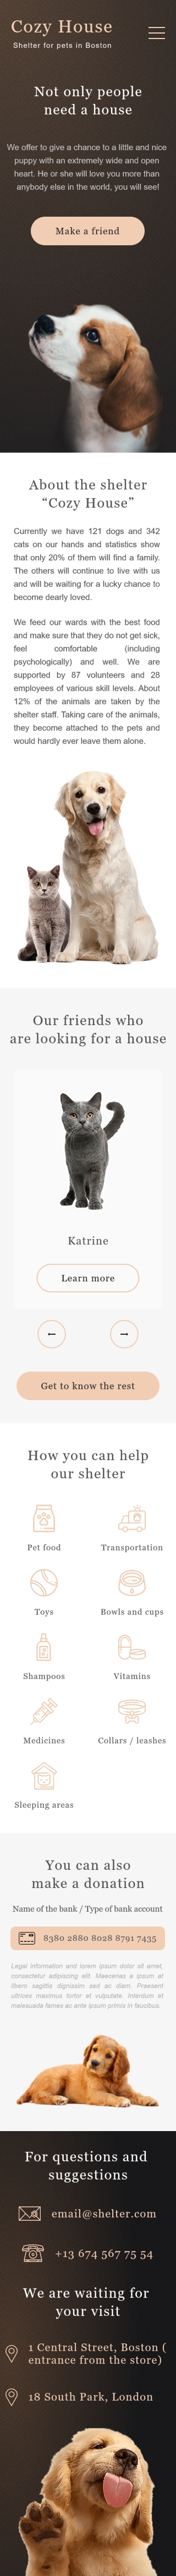 Cozy House
Shelter for pets in Boston
Not only people
need a house
We offer to give a chance to a little and nice
puppy with an extremely wide and open
heart. He or she will love you more than
anybody else in the world, you will see!
Make a friend
About the shelter
“Cozy House”
Currently we have 121 dogs and 342
cats on our hands and statistics show
that only 20% of them will find a family.
The others will continue to live with us
and will be waiting for a lucky chance to
become dearly loved.
We feed our wards with the best food
and make sure that they do not get sick,
feel comfortable (including
psychologically) and well. We are
supported by 87 volunteers and 28
employees of various skill levels. About
12% of the animals are taken by the
shelter staff. Taking care of the animals,
they become attached to the pets and
would hardly ever leave them alone.
Our friends who
are looking for a house
Katrine
Learn more
Get to know the rest
How you can help
our shelter
Pet food
Transportation
Toys
Bowls and cups
Shampoos
Vitamins
Medicines
Collars / leashes
Sleeping areas
You can also
make a donation
Name of the bank / Type of bank account
8380 2880 8028 8791 7435
Legal information and lorem ipsum dolor sit amet,
consectetur adipiscing elit. Maecenas a ipsum at
libero sagittis dignissim sed ac diam. Praesent
ultrices maximus tortor et vulputate. Interdum et
malesuada fames ac ante ipsum primis in faucibus.
For questions and
suggestions
email@shelter.com
+13 674 567 75 54
We are waiting for
your visit
1 Central Street, Boston (
entrance from the store)
18 South Park, London